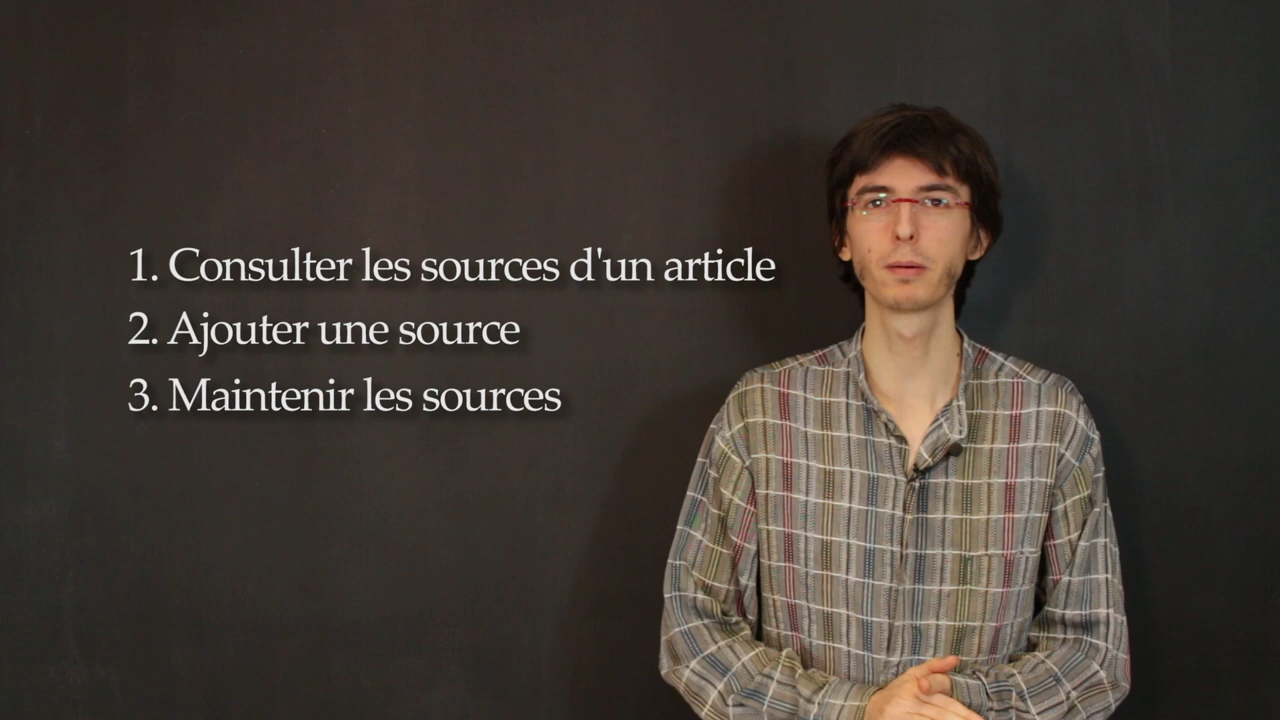 1. Consulter les sources d'un article
2. Ajouter une source
3. Maintenir les sources